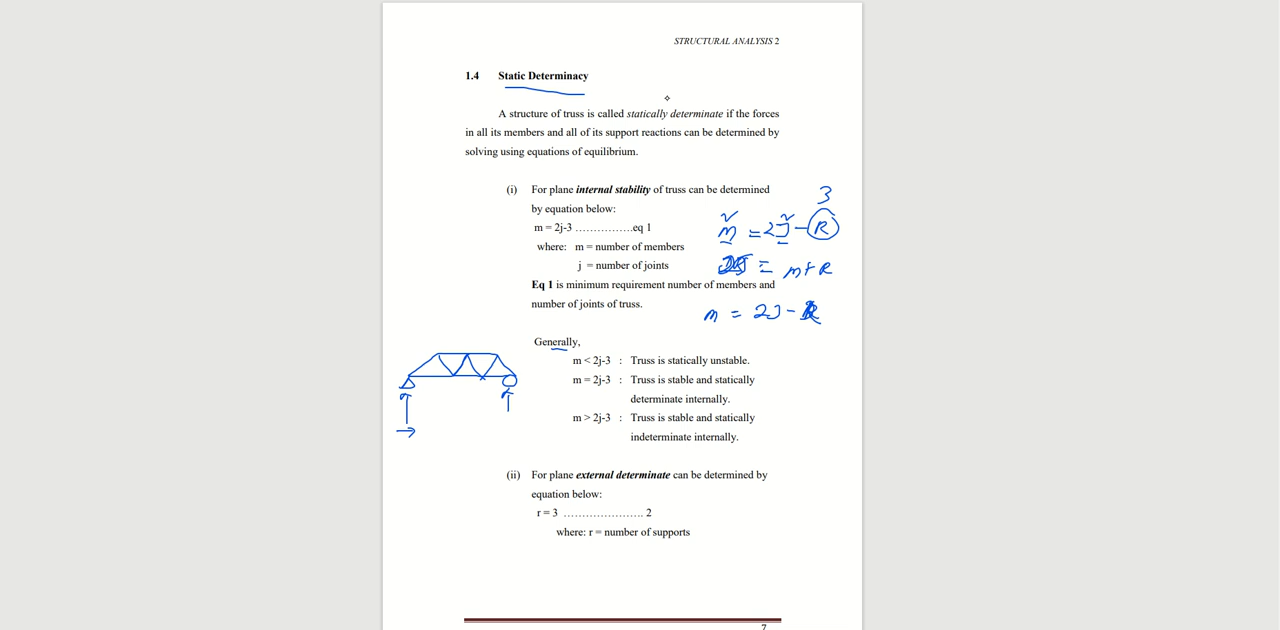 STRUCTURAL ANALYSIS 2
1.4 Static Determinacy
A structure of truss is called statically determinate if the forces
in all its members and all of its support reactions can be determined by
solving using equations of equilibrium.
(i) For plane internal stability of truss can be determined
by equation below:
m = 2j-3 ……………eq 1
where: m = number of members
j = number of joints
Eq 1 is minimum requirement number of members and
number of joints of truss.
3
m = 2J - R
= m + R
m = 2J - R
Generally,
m < 2j-3 : Truss is statically unstable.
m = 2j-3 : Truss is stable and statically
determinate internally.
m > 2j-3 : Truss is stable and statically
indeterminate internally.
(ii) For plane external determinate can be determined by
equation below:
r = 3 …………………. 2
where: r = number of supports
7